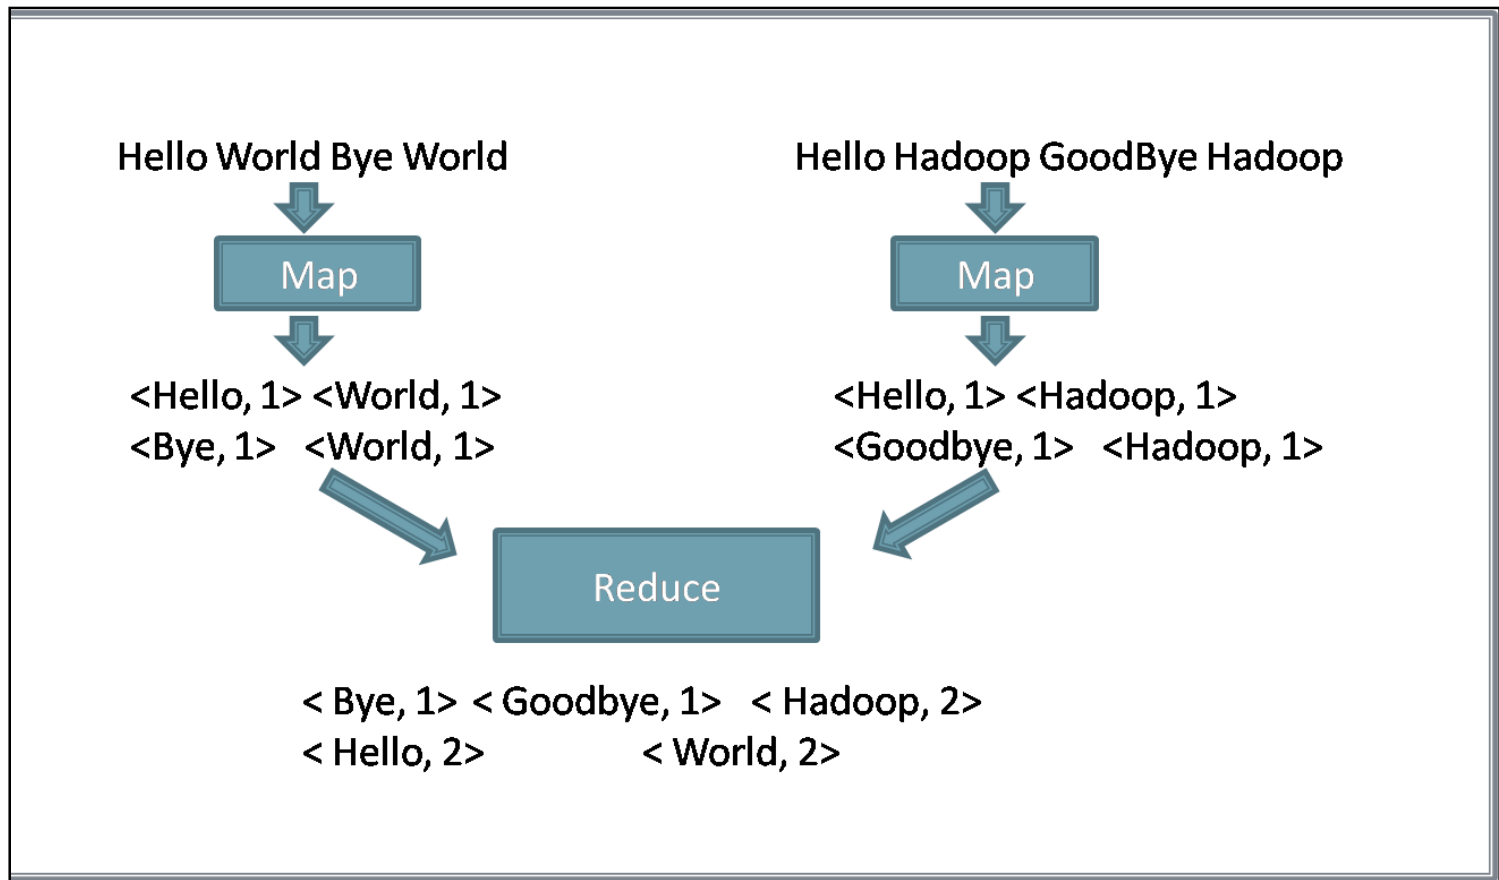 Hello World Bye World
Hello Hadoop GoodBye Hadoop
Map
Map
<Hello, 1> <World, 1>
<Bye, 1> <World, 1>
<Hello, 1> <Hadoop, 1>
<Goodbye, 1> <Hadoop, 1>
Reduce
< Bye, 1> < Goodbye, 1> < Hadoop, 2>
< Hello, 2> < World, 2>